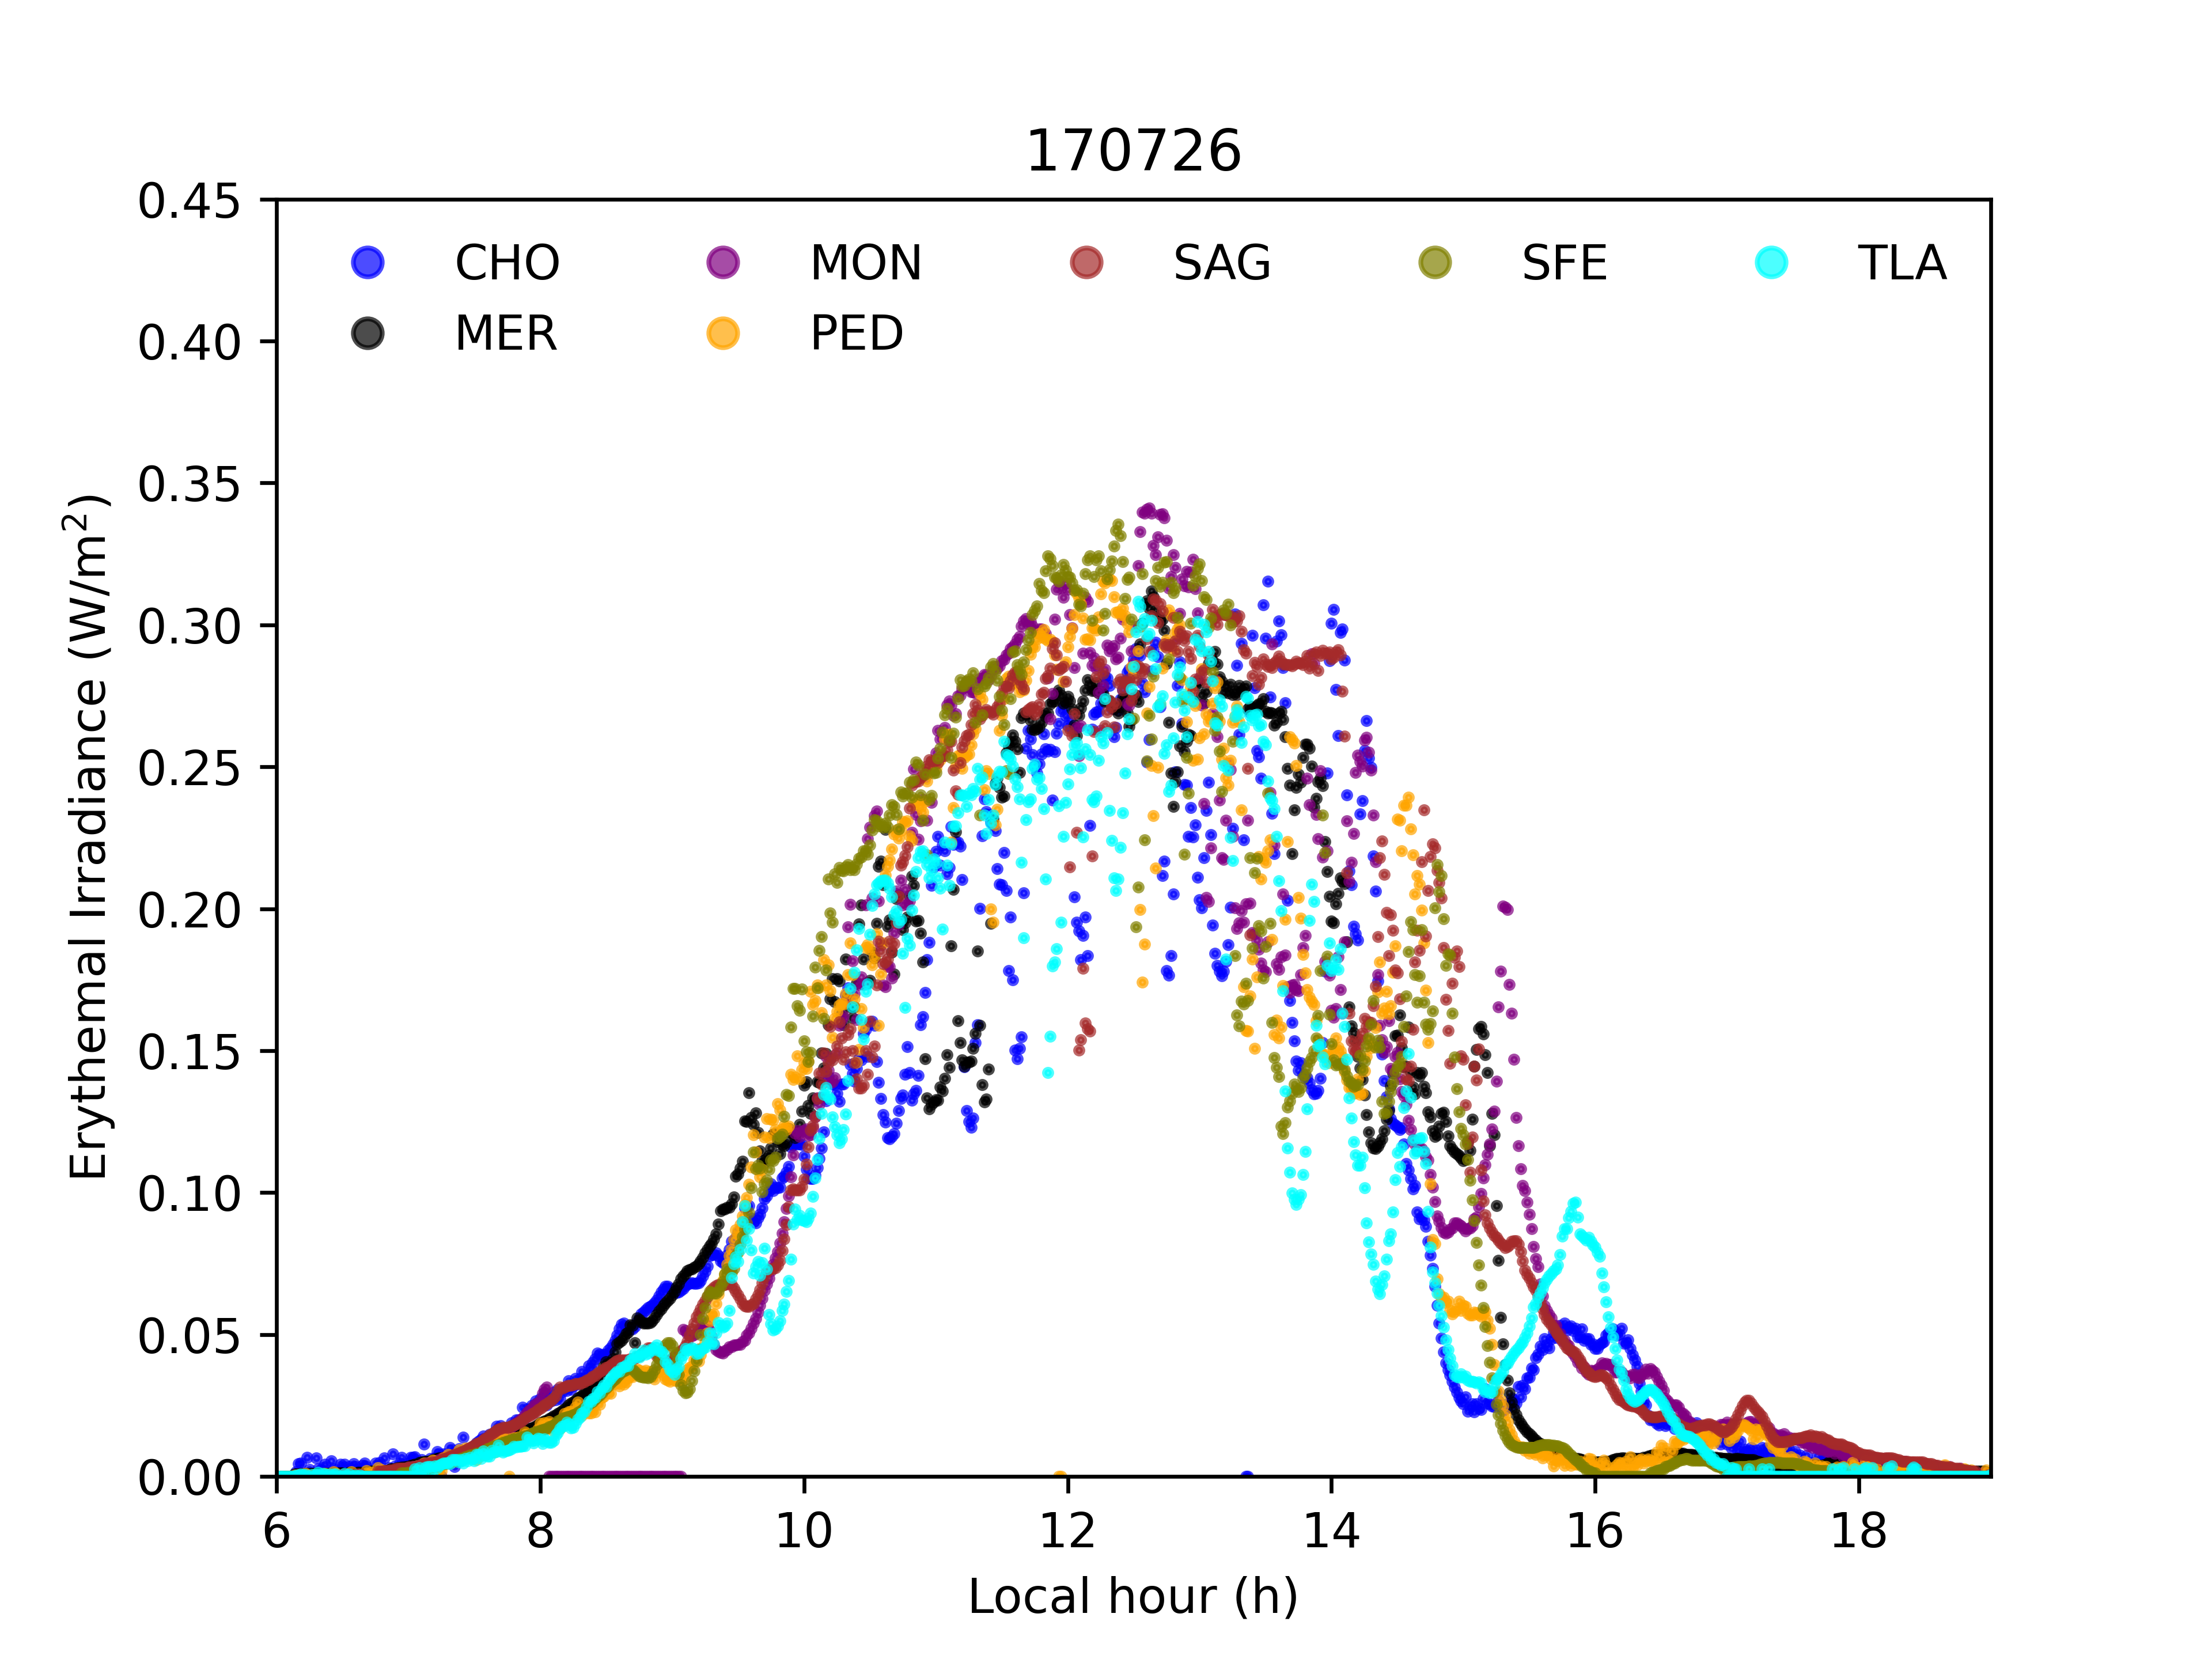 170726
Erythemal Irradiance (W/m²)
0.45
0.40
0.35
0.30
0.25
0.20
0.15
0.10
0.05
0.00
CHO MON SAG SFE TLA
MER PED
6 8 10 12 14 16 18
Local hour (h)